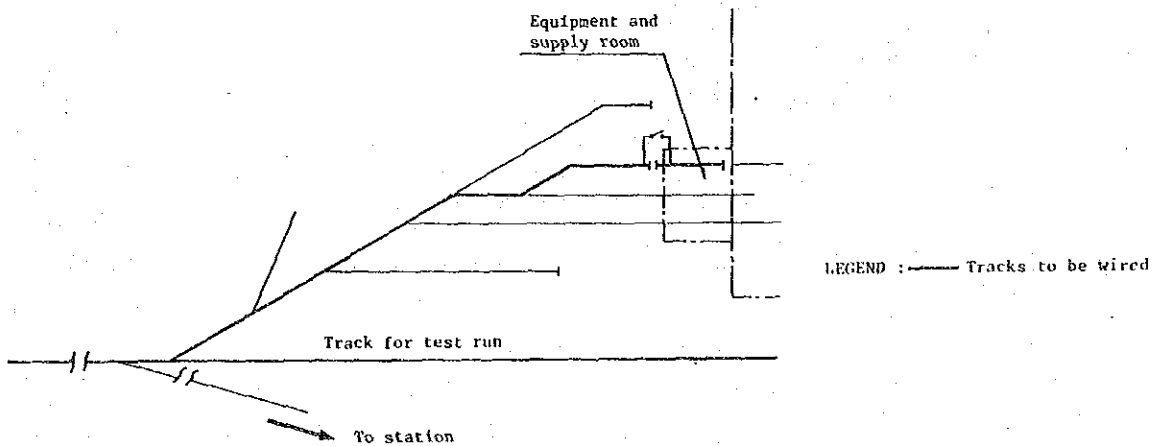 Equipment and
supply room
LEGEND : Tracks to be wired
Track for test run
To station